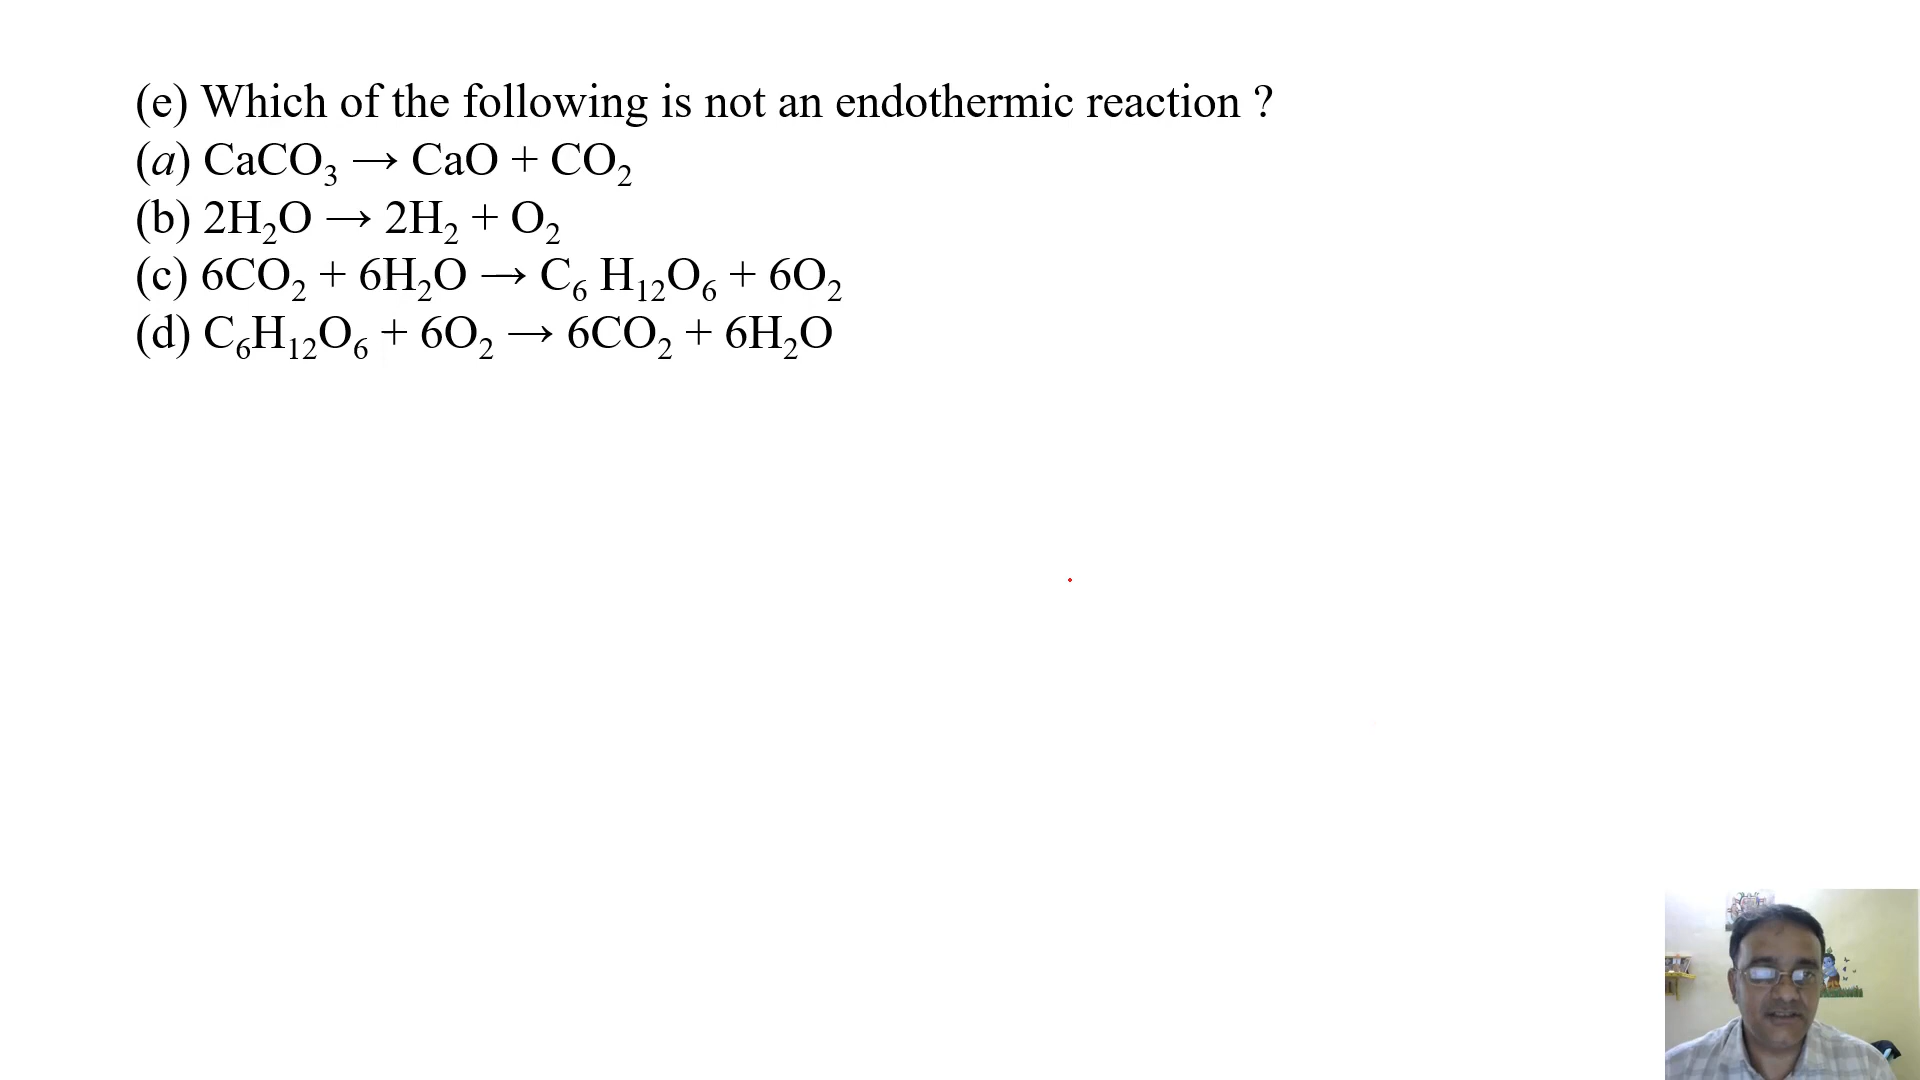 (e) Which of the following is not an endothermic reaction ?
(a) CaCO₃ → CaO + CO₂
(b) 2H₂O → 2H₂ + O₂
(c) 6CO₂ + 6H₂O → C₆ H₁₂O₆ + 6O₂
(d) C₆H₁₂O₆ + 6O₂ → 6CO₂ + 6H₂O